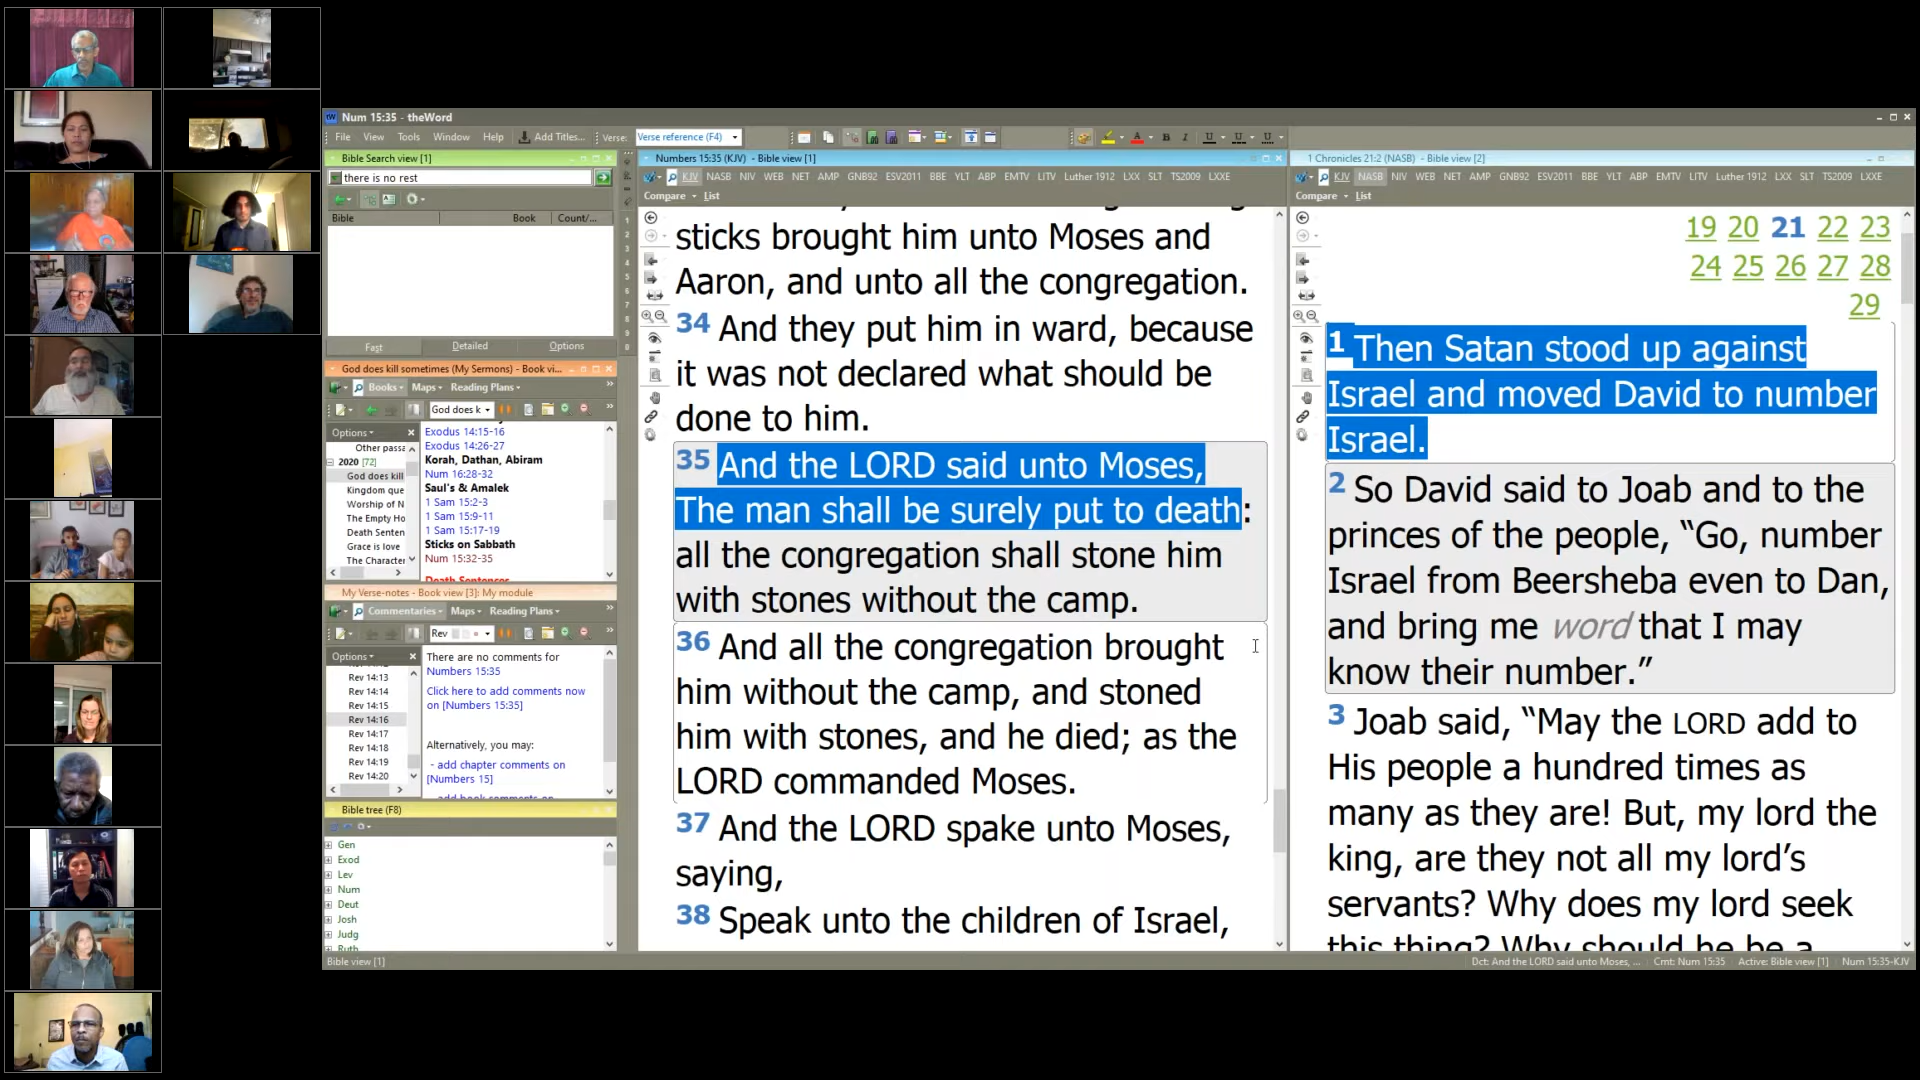 Num 15:35 - theWord
File View Tools Window Help Add Titles... Verse: Verse reference (F4)
Bible Search view [1]
there is no rest
Bible Book Count/...
Fast Detailed Options
God does kill sometimes (My Sermons) - Book vi...
Books Maps Reading Plans
God does k
Options
Other passa
2020 [72]
God does kill
Kingdom que
Worship of N
The Empty Ho
Death Senten
Grace is love
The Character
Exodus 14:15-16
Exodus 14:26-27
Korah, Dathan, Abiram
Num 16:28-32
Saul's & Amalek
1 Sam 15:2-3
1 Sam 15:9-11
1 Sam 15:17-19
Sticks on Sabbath
Num 15:32-35
Death Sentences
My Verse-notes - Book view [3]: My module
Commentaries Maps Reading Plans
Rev
Options
Rev 14:13
Rev 14:14
Rev 14:15
Rev 14:16
Rev 14:17
Rev 14:18
Rev 14:19
Rev 14:20
There are no comments for
Numbers 15:35
Click here to add comments now
on [Numbers 15:35]
Alternatively, you may:
- add chapter comments on
[Numbers 15]
- add book comments on
Bible tree (F8)
Gen
Exod
Lev
Num
Deut
Josh
Judg
Ruth
Bible view [1]
Numbers 15:35 (KJV) - Bible view [1]
KJV NASB NIV WEB NET AMP GNB92 ESV2011 BBE YLT ABP EMTV LITV Luther 1912 LXX SLT TS2009 LXXE
Compare List
sticks brought him unto Moses and
Aaron, and unto all the congregation.
34 And they put him in ward, because
it was not declared what should be
done to him.
35 And the LORD said unto Moses,
The man shall be surely put to death:
all the congregation shall stone him
with stones without the camp.
36 And all the congregation brought
him without the camp, and stoned
him with stones, and he died; as the
LORD commanded Moses.
37 And the LORD spake unto Moses,
saying,
38 Speak unto the children of Israel,
1 Chronicles 21:2 (NASB) - Bible view [2]
KJV NASB NIV WEB NET AMP GNB92 ESV2011 BBE YLT ABP EMTV LITV Luther 1912 LXX SLT TS2009 LXXE
Compare List
19 20 21 22 23
24 25 26 27 28
29
1 Then Satan stood up against
Israel and moved David to number
Israel.
2 So David said to Joab and to the
princes of the people, “Go, number
Israel from Beersheba even to Dan,
and bring me word that I may
know their number.”
3 Joab said, “May the LORD add to
His people a hundred times as
many as they are! But, my lord the
king, are they not all my lord’s
servants? Why does my lord seek
this thing? Why should he be a
Dct: And the LORD said unto Moses, ... Cmt: Num 15:35 Active: Bible view [1] Num 15:35-KJV